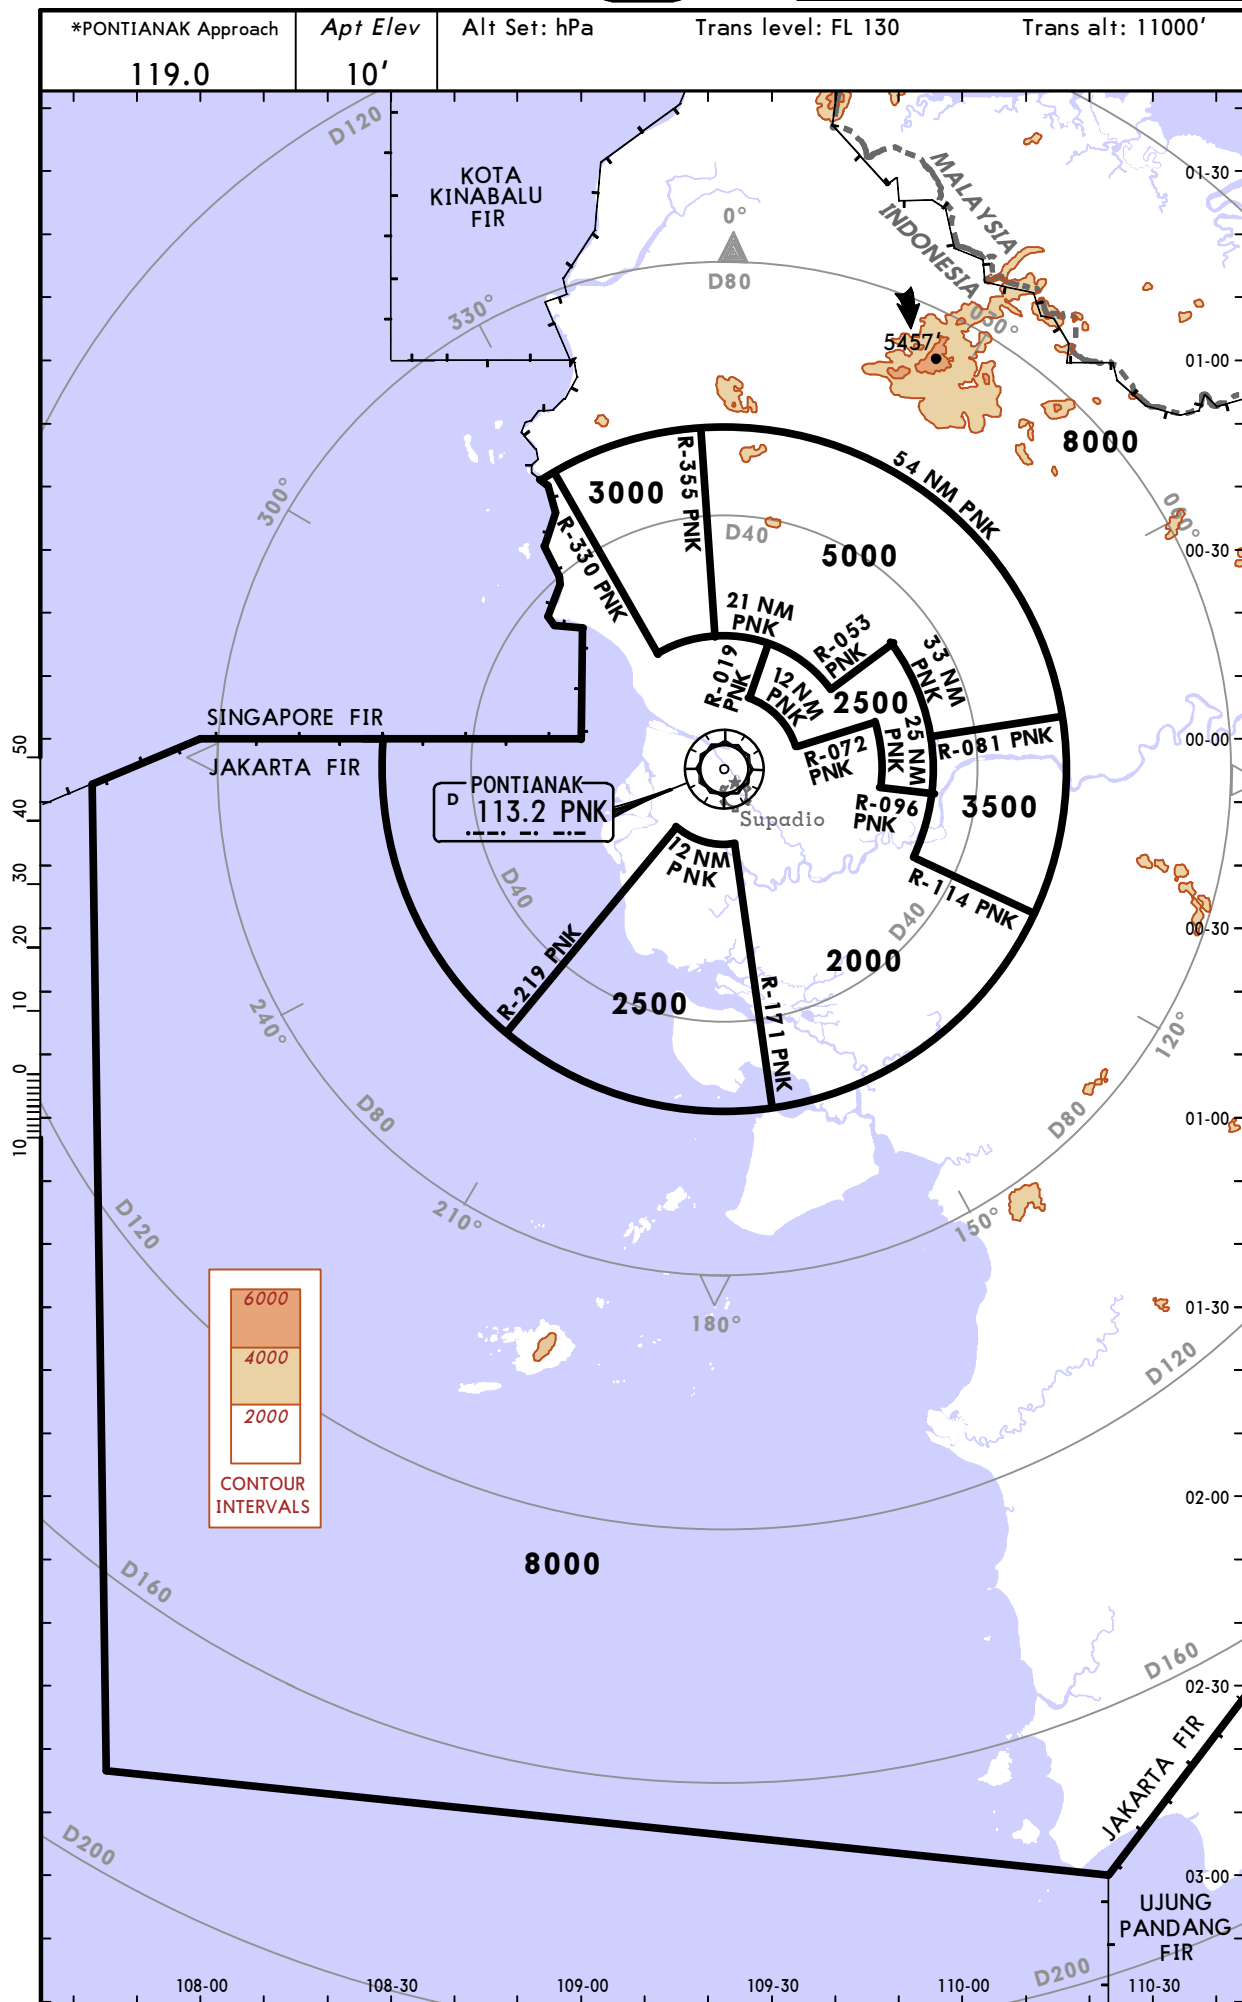 *PONTIANAK Approach
119.0
Apt Elev
10'
Alt Set: hPa
Trans level: FL 130
Trans alt: 11000'
D120
KOTA
KINABALU
FIR
0°
D80
330°
MALAYSIA
INDONESIA
01-30
030°
5457'
01-00
8000
300°
060°
54 NM PNK
3000
R-355 PNK
R-330 PNK
D40
5000
00-30
21 NM
PNK
R-053
PNK
33 NM
PNK
R-019
PNK
12 NM
PNK
2500
25 NM
PNK
R-072
PNK
R-081 PNK
00-00
SINGAPORE FIR
JAKARTA FIR
PONTIANAK
D 113.2 PNK
Supadio
R-096
PNK
3500
12 NM
PNK
R-114 PNK
D40
D40
00-30
R-219 PNK
2500
R-171 PNK
2000
240°
120°
50
40
30
20
10
0
10
D80
D80
01-00
D120
210°
150°
180°
01-30
6000
4000
2000
CONTOUR
INTERVALS
D120
02-00
8000
D160
D160
02-30
JAKARTA FIR
D200
03-00
UJUNG
PANDANG
FIR
D200
108-00
108-30
109-00
109-30
110-00
110-30